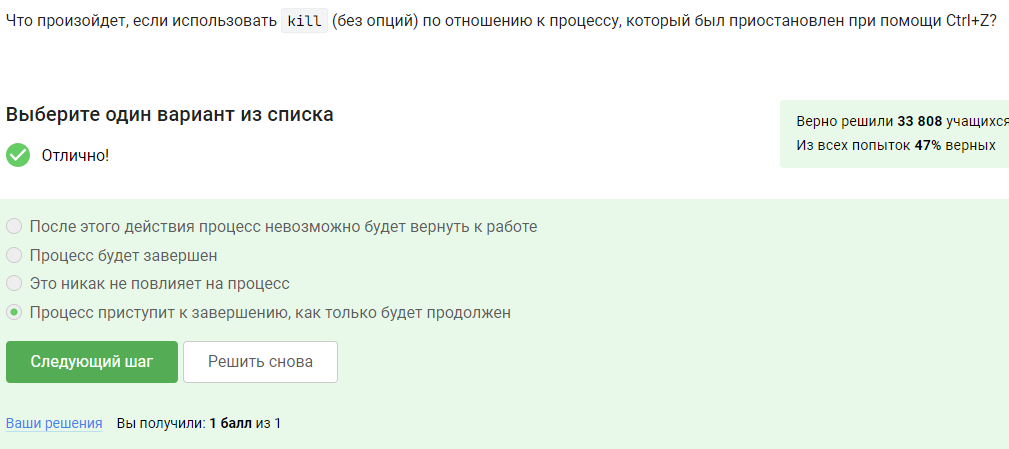 Что произойдет, если использовать kill (без опций) по отношению к процессу, который был приостановлен при помощи Ctrl+Z?
Выберите один вариант из списка
Верно решили 33 808 учащихся
Из всех попыток 47% верных
Отлично!
После этого действия процесс невозможно будет вернуть к работе
Процесс будет завершен
Это никак не повлияет на процесс
Процесс приступит к завершению, как только будет продолжен
Следующий шаг
Решить снова
Ваши решения Вы получили: 1 балл из 1